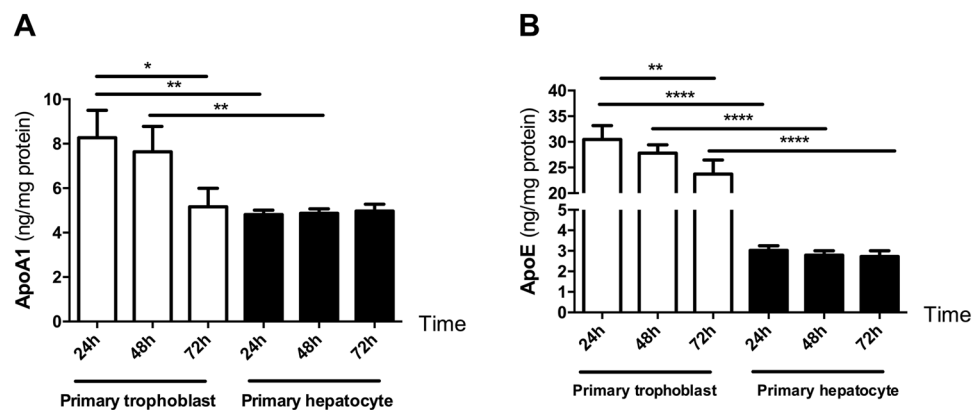 A
*
**
**
ApoA1 (ng/mg protein)
10
8
6
4
2
0
24h
48h
72h
24h
48h
72h
Time
Primary trophoblast
Primary hepatocyte
B
**
****
****
****
ApoE (ng/mg protein)
40
35
30
25
20
15
10
5
4
3
2
1
0
24h
48h
72h
24h
48h
72h
Time
Primary trophoblast
Primary hepatocyte